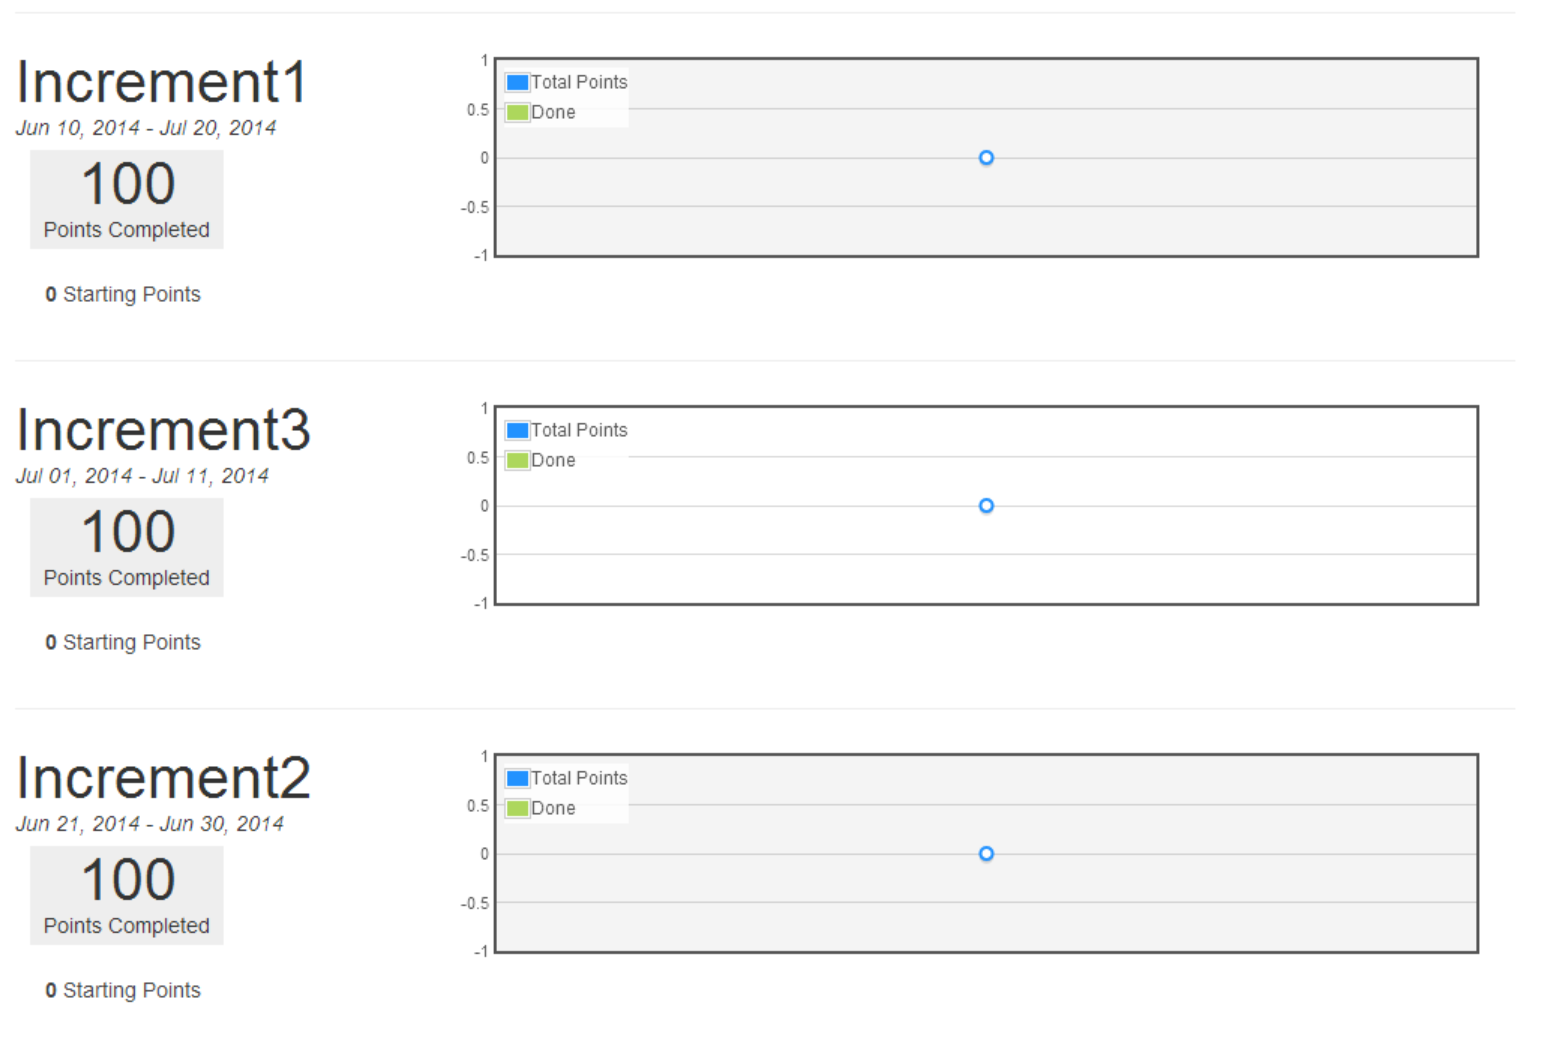 Increment1
Jun 10, 2014 - Jul 20, 2014
100
Points Completed
0 Starting Points
1
0.5
0
-0.5
-1
Total Points
Done
Increment3
Jul 01, 2014 - Jul 11, 2014
100
Points Completed
0 Starting Points
1
0.5
0
-0.5
-1
Total Points
Done
Increment2
Jun 21, 2014 - Jun 30, 2014
100
Points Completed
0 Starting Points
1
0.5
0
-0.5
-1
Total Points
Done